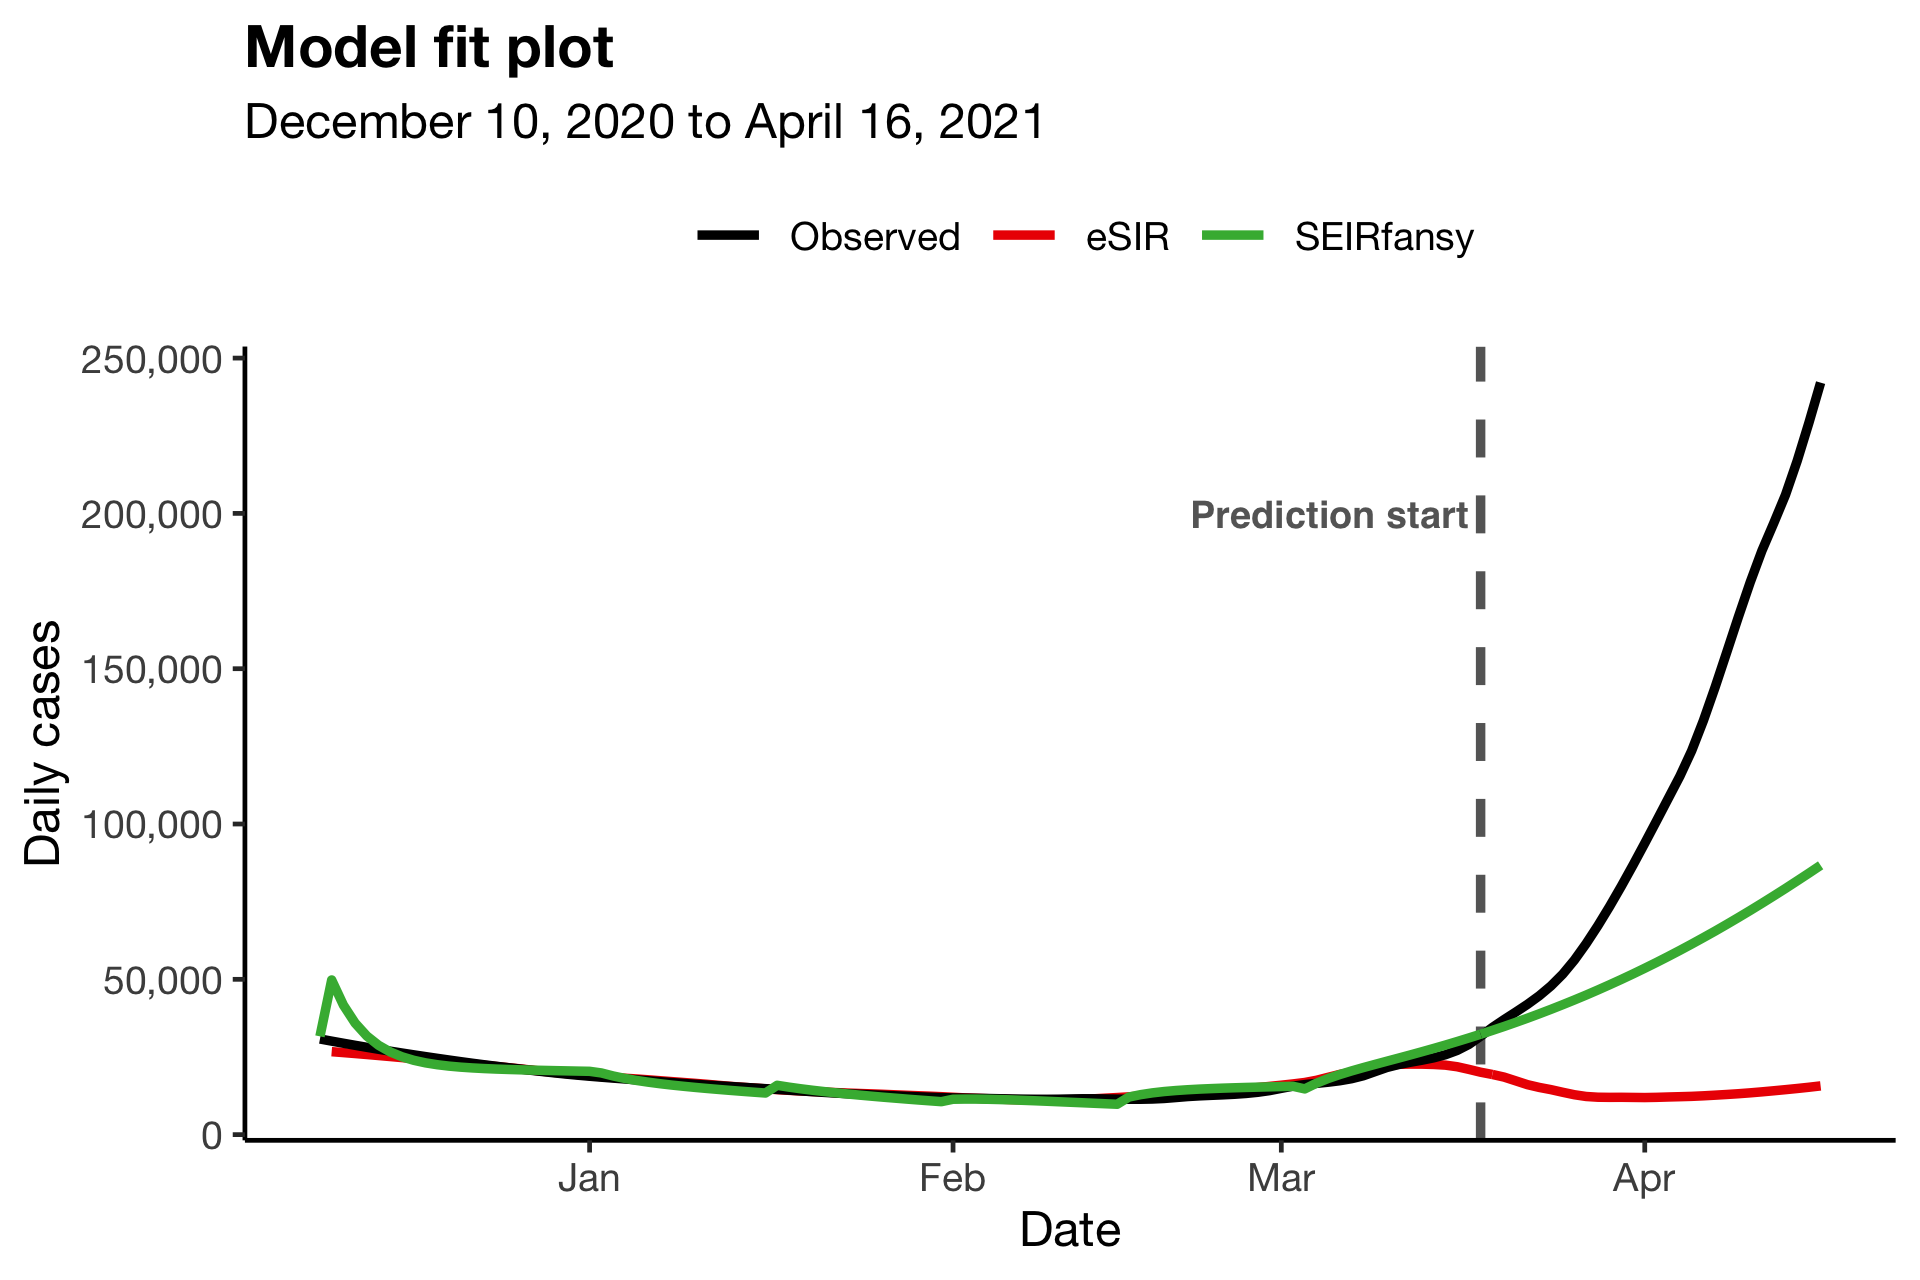 Model fit plot
December 10, 2020 to April 16, 2021
Observed eSIR SEIRfansy
250,000
200,000
150,000
100,000
50,000
0
Daily cases
Prediction start
Jan Feb Mar Apr
Date